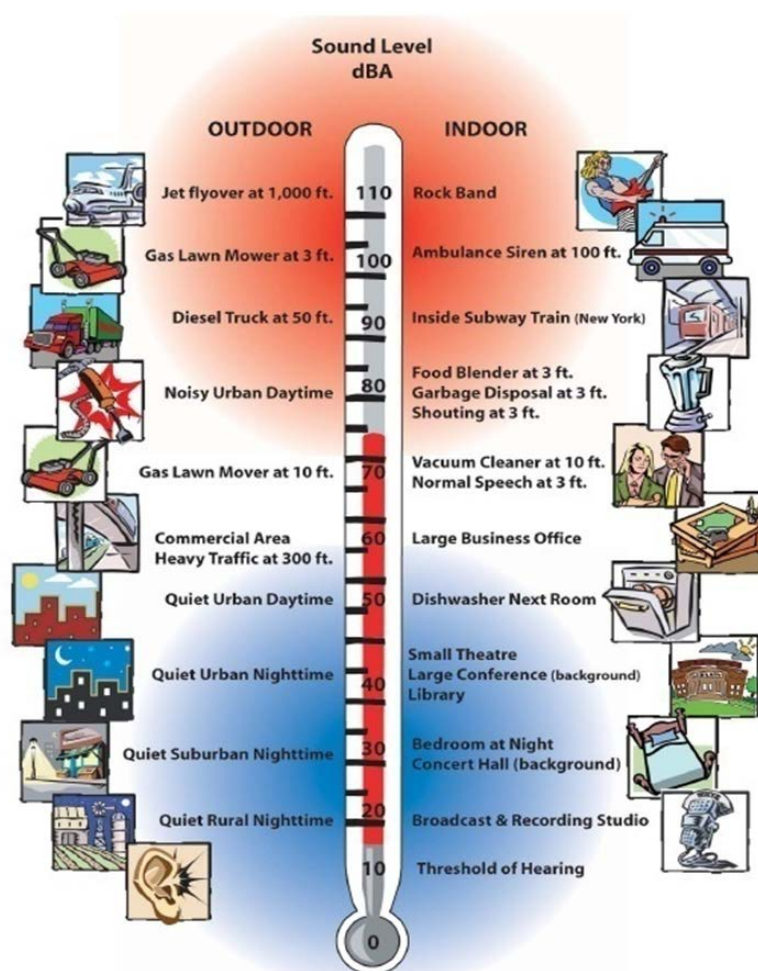 Sound Level
dBA
OUTDOOR
INDOOR
Jet flyover at 1,000 ft.
110
Rock Band
Gas Lawn Mower at 3 ft.
100
Ambulance Siren at 100 ft.
Diesel Truck at 50 ft.
90
Inside Subway Train (New York)
Noisy Urban Daytime
80
Food Blender at 3 ft.
Garbage Disposal at 3 ft.
Shouting at 3 ft.
Gas Lawn Mover at 10 ft.
70
Vacuum Cleaner at 10 ft.
Normal Speech at 3 ft.
Commercial Area
Heavy Traffic at 300 ft.
60
Large Business Office
Quiet Urban Daytime
50
Dishwasher Next Room
Quiet Urban Nighttime
40
Small Theatre
Large Conference (background)
Library
Quiet Suburban Nighttime
30
Bedroom at Night
Concert Hall (background)
Quiet Rural Nighttime
20
Broadcast & Recording Studio
10
Threshold of Hearing
0